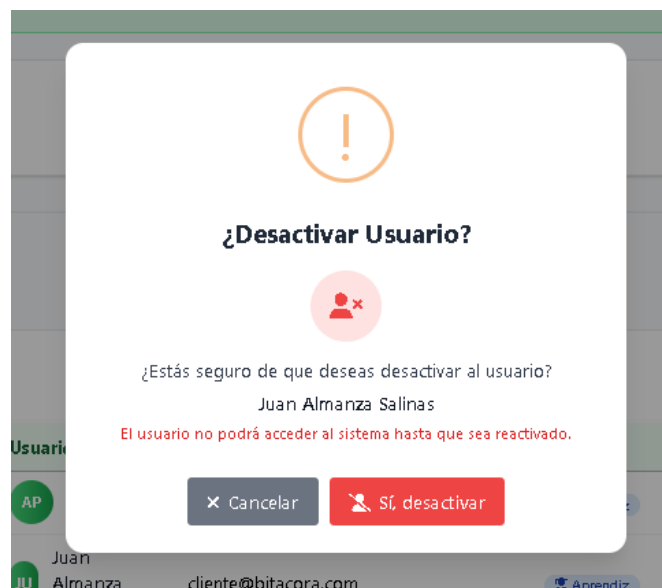 ¿Desactivar Usuario?
¿Estás seguro de que deseas desactivar al usuario?
Juan Almanza Salinas
El usuario no podrá acceder al sistema hasta que sea reactivado.
Cancelar Sí, desactivar
AP
Juan
JU Almanza cliente@bitacora.com Aprendiz